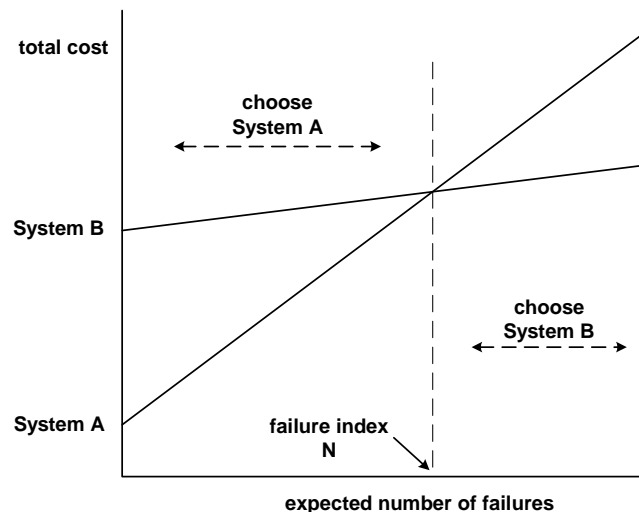 total cost
choose
System A
System B
choose
System B
System A
failure index
N
expected number of failures